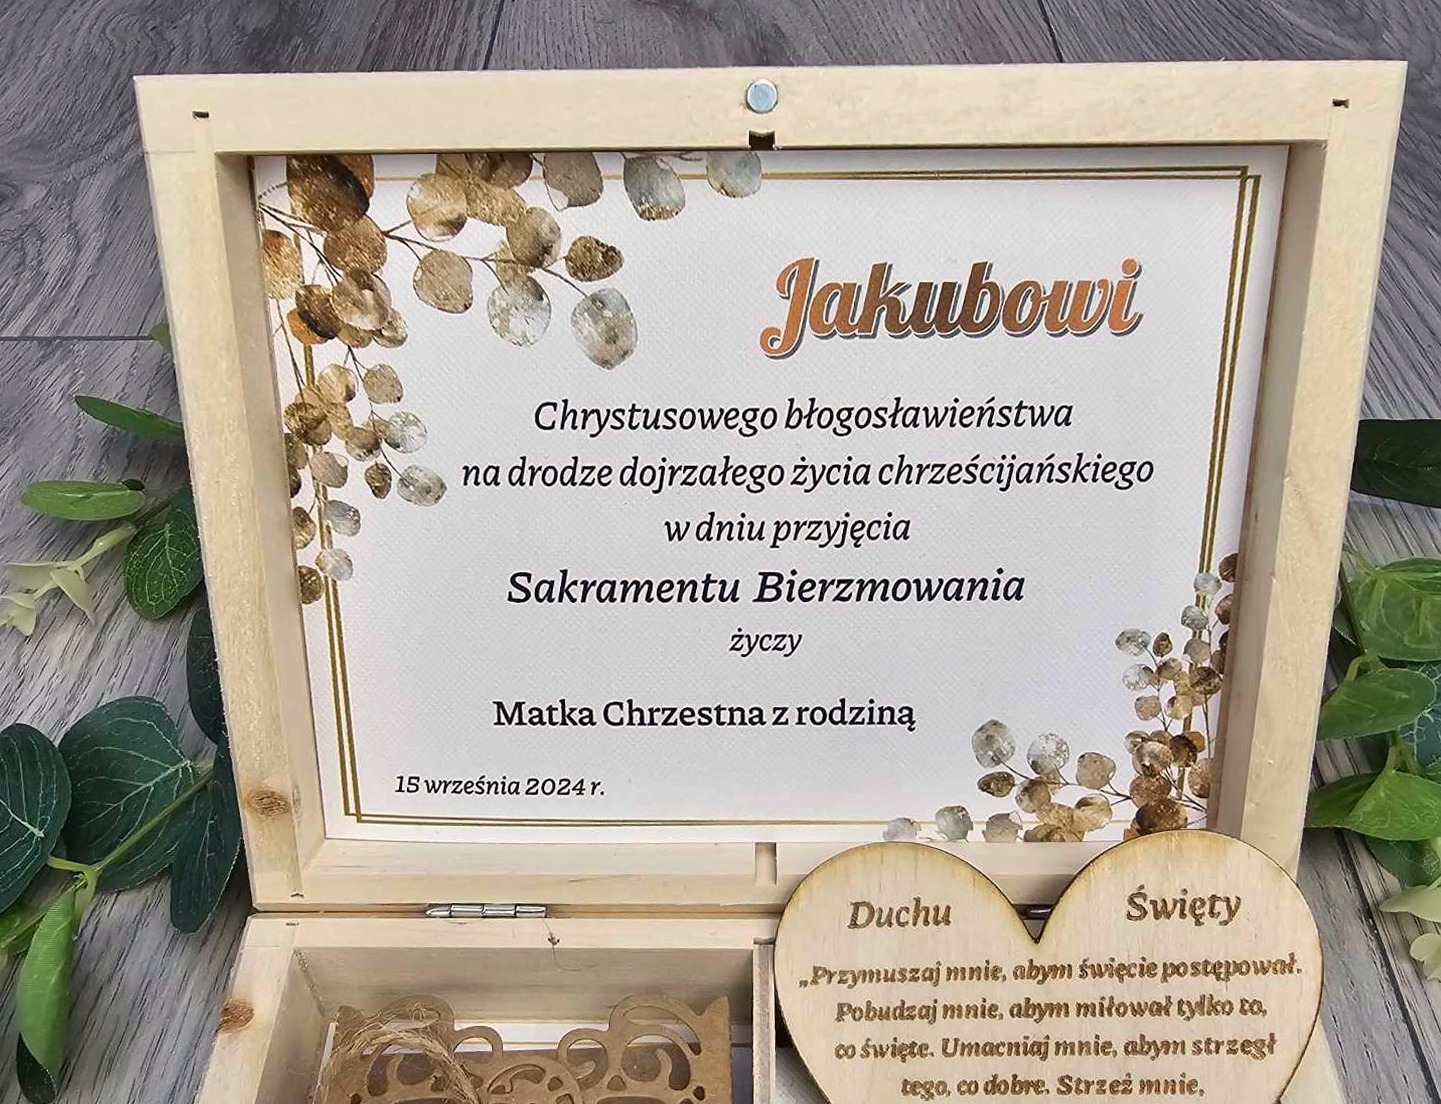 Jakubowi
Chrystusowego błogosławieństwa
na drodze dojrzałego życia chrześcijańskiego
w dniu przyjęcia
Sakramentu Bierzmowania
życzy
Matka Chrzestna z rodziną
15 września 2024 r.
Duchu Święty
„Przymuszaj mnie, abym święcie postępował.
Pobudzaj mnie, abym miłował tylko to,
co święte. Umacniaj mnie, abym strzegł
tego, co dobre. Strzeż mnie,